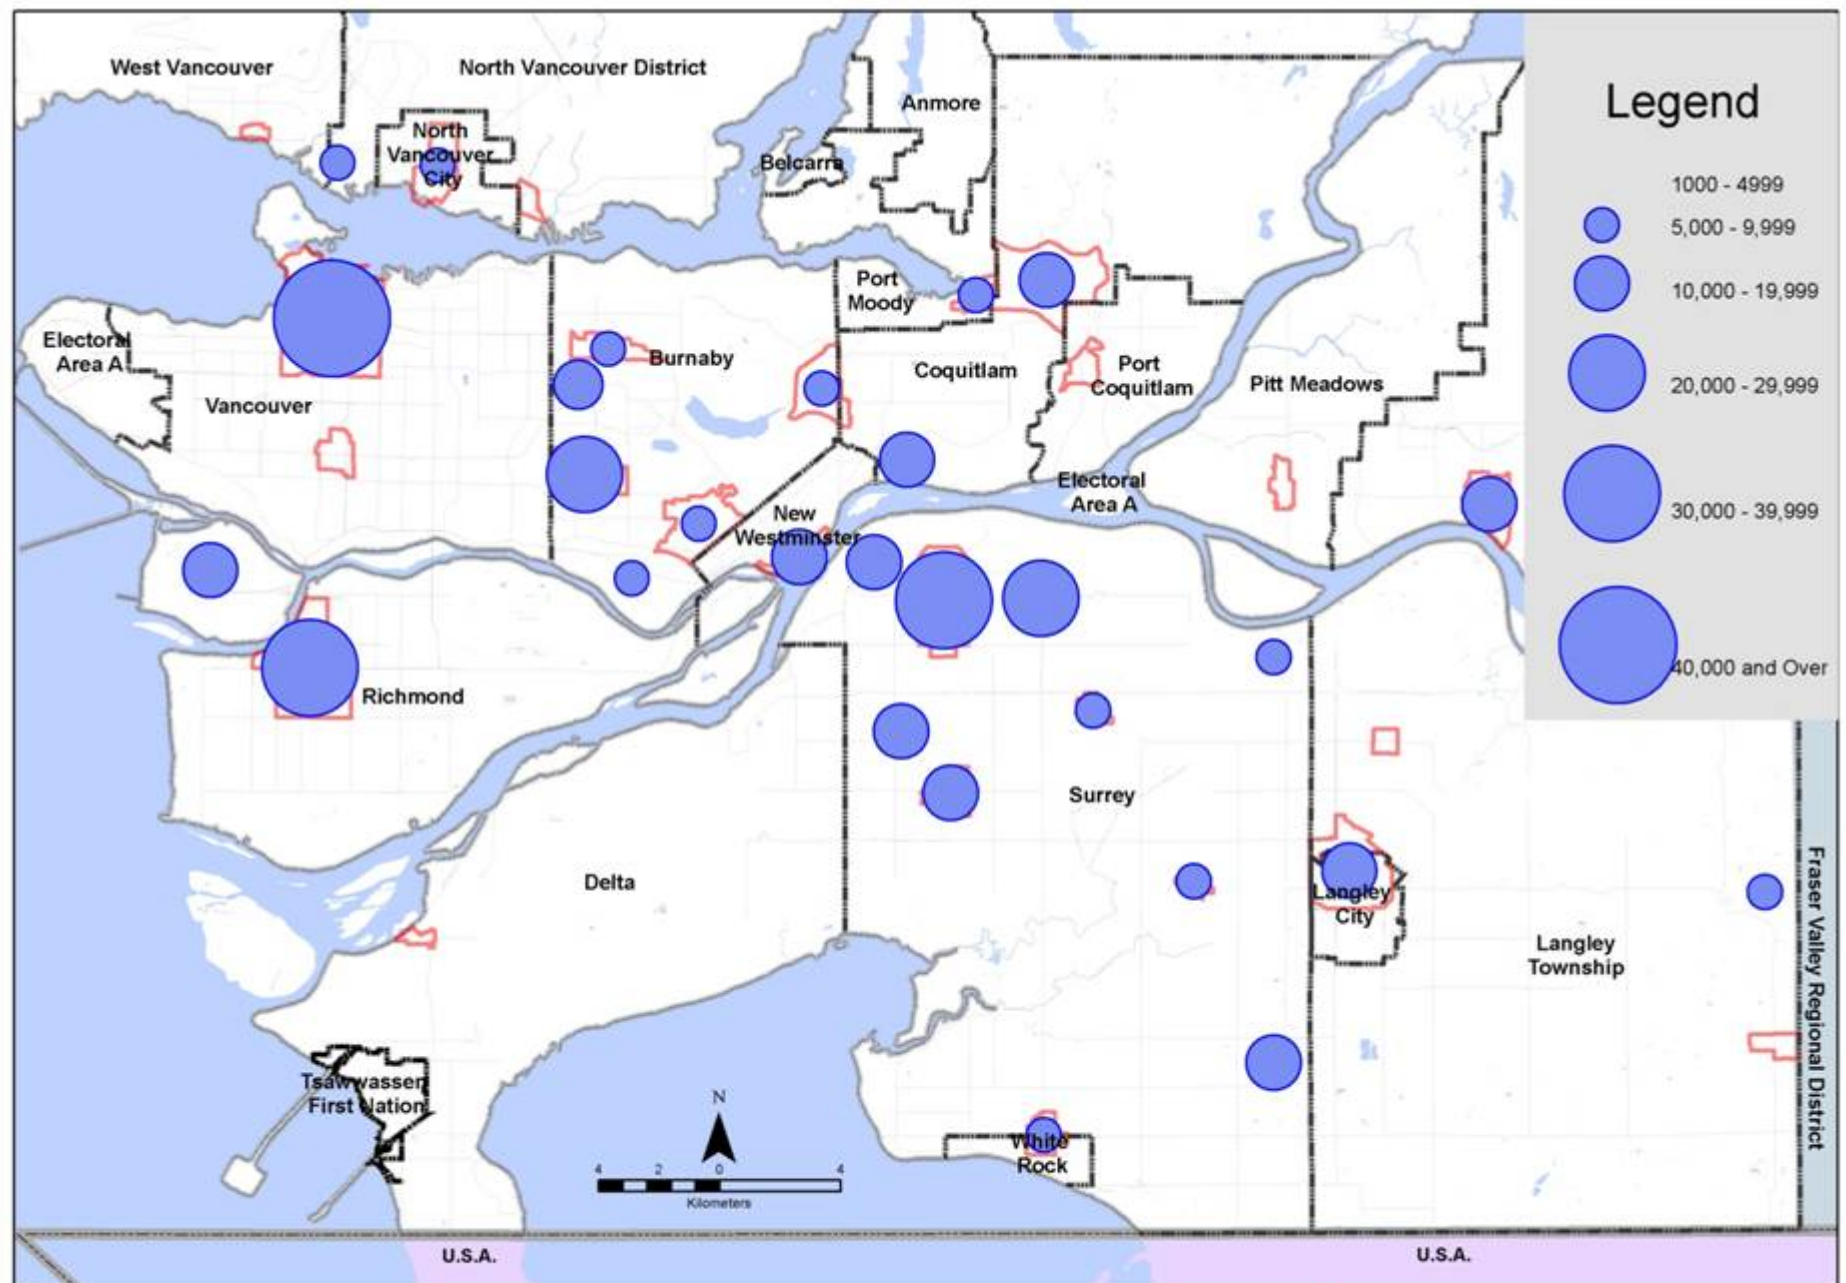 West Vancouver
North Vancouver District
Anmore
North
Vancouver
City
Belcarra
Legend
1000 - 4999
5,000 - 9,999
10,000 - 19,999
20,000 - 29,999
30,000 - 39,999
40,000 and Over
Port
Moody
Electoral
Area A
Burnaby
Coquitlam
Port
Coquitlam
Pitt Meadows
Vancouver
Electoral
Area A
New
Westminster
Richmond
Surrey
Delta
Langley
City
Langley
Township
Fraser Valley Regional District
Tsawwassen
First Nation
N
White
Rock
4 2 0 4
Kilometers
U.S.A.
U.S.A.